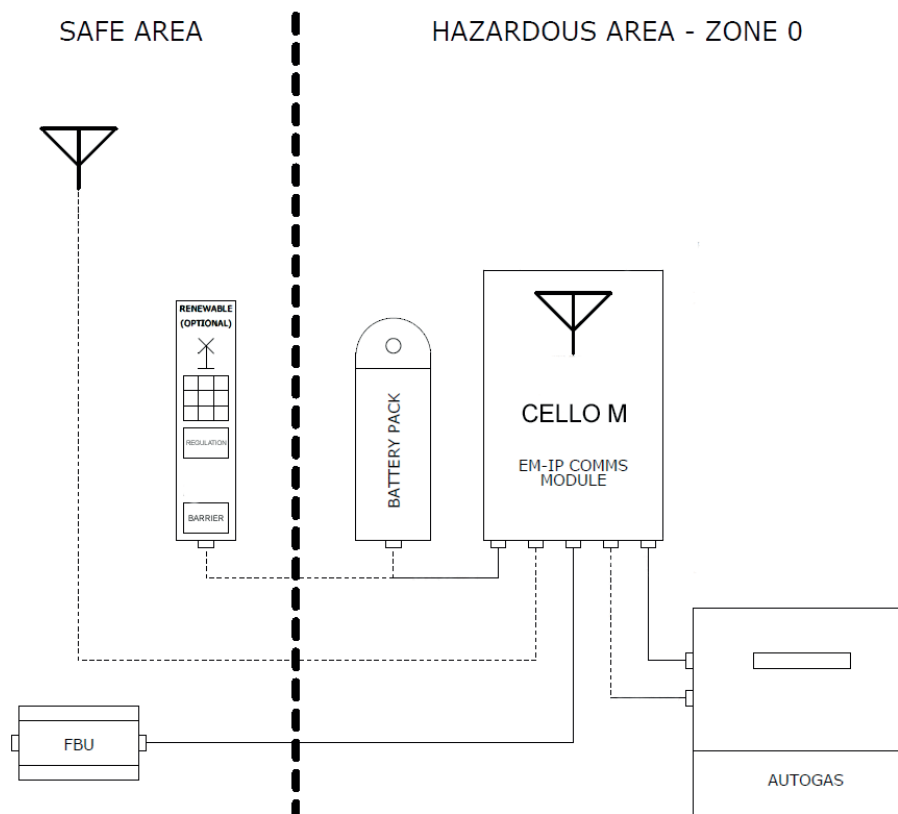 SAFE AREA
HAZARDOUS AREA - ZONE 0
RENEWABLE
(OPTIONAL)
REGULATION
BARRIER
BATTERY PACK
CELLO M
EM-IP COMMS
MODULE
FBU
AUTOGAS